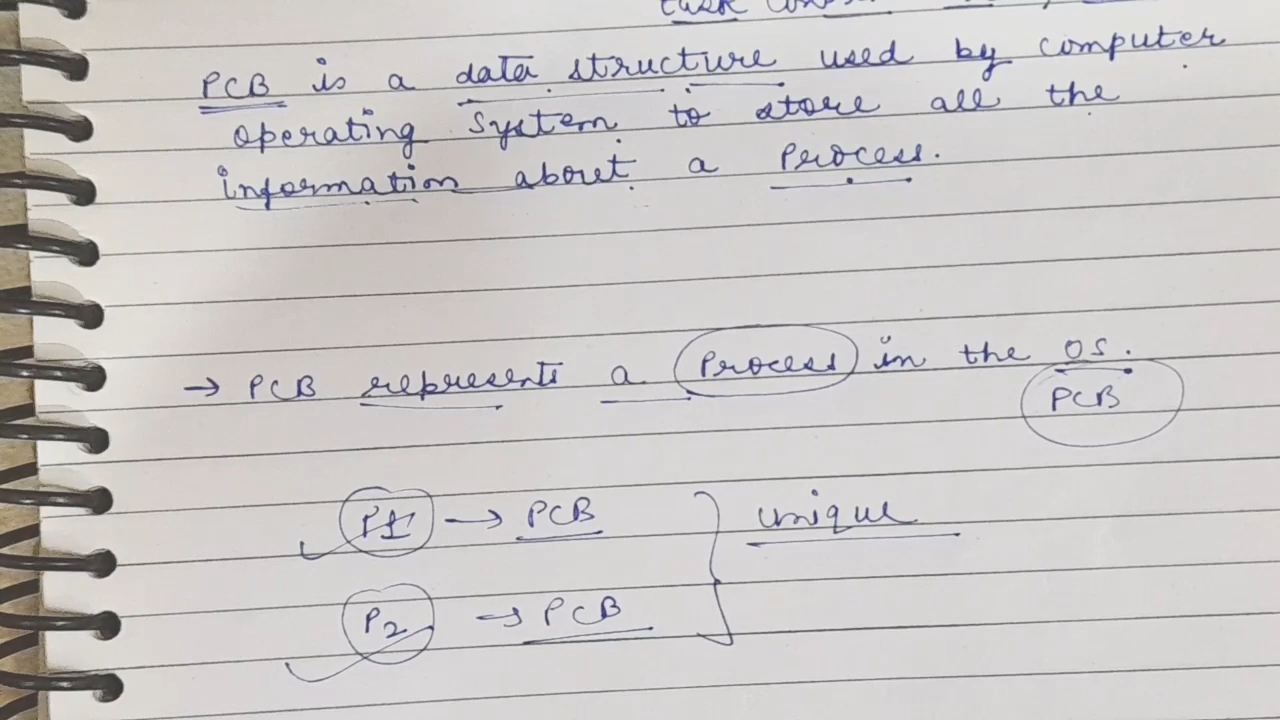 task
PCB is a data structure used by computer
operating system to store all the
information about a process.
→ PCB represents a process in the OS.
PCB
P1 → PCB
unique
P2 → PCB